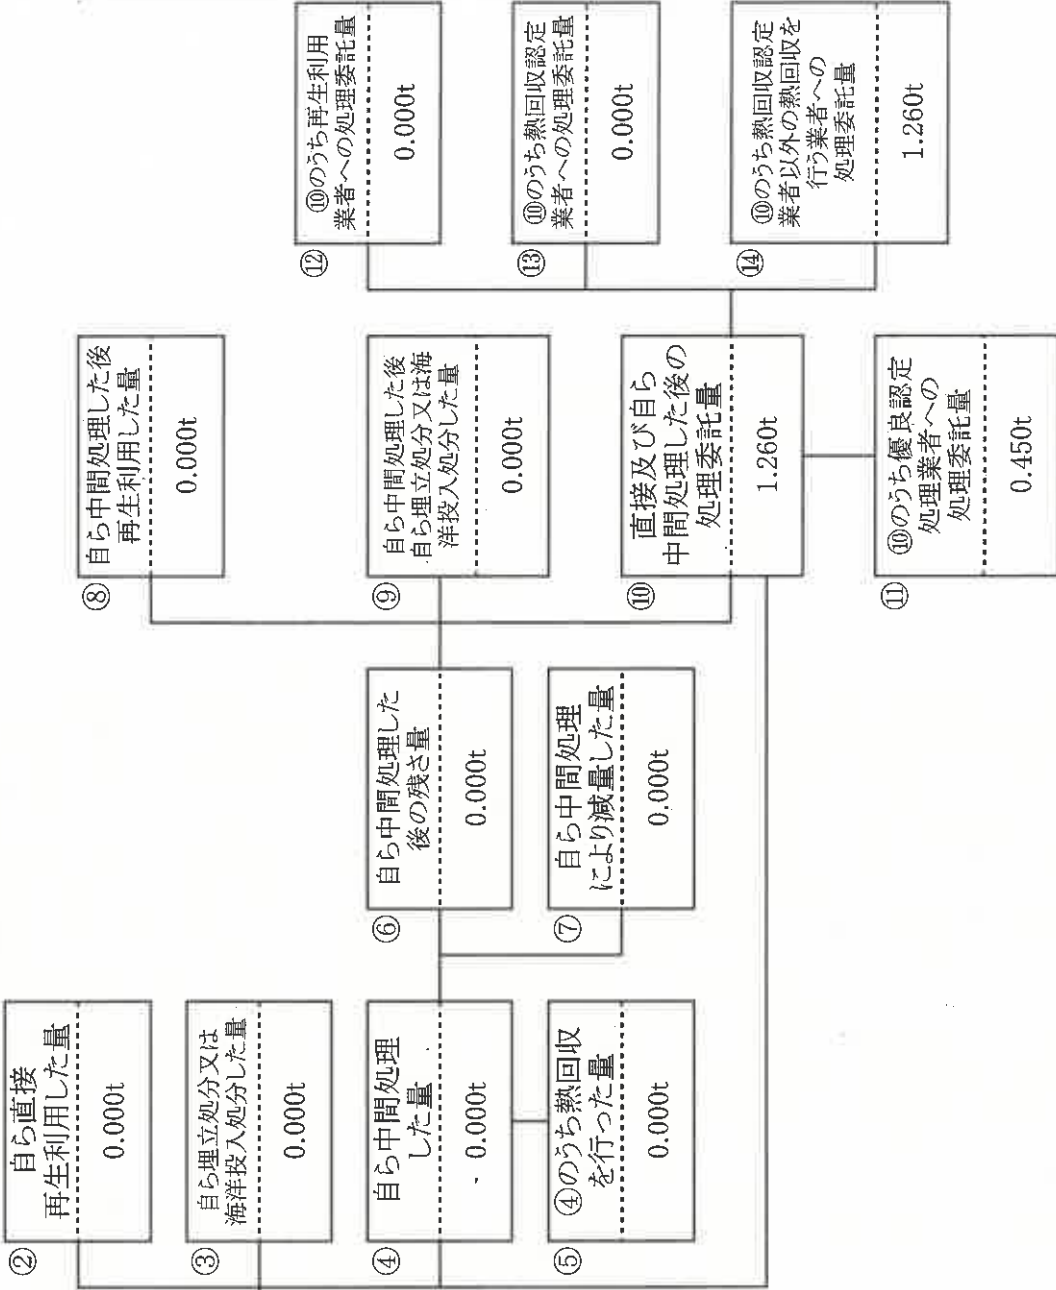 ②
自ら直接
再生利用した量
0.000t
③
自ら埋立処分又は
海洋投入処分した量
0.000t
④
自ら中間処理
した量
0.000t
⑤
④のうち熱回収
を行った量
0.000t
⑥
自ら中間処理した
後の残さ量
0.000t
⑦
自ら中間処理
により減量した量
0.000t
⑧
自ら中間処理した後
再生利用した量
0.000t
⑨
自ら中間処理した後
自ら埋立処分又は海
洋投入処分した量
0.000t
⑩
直接及び自ら
中間処理した後の
処理委託量
1.260t
⑪
⑩のうち優良認定
処理業者への
処理委託量
0.450t
⑫
⑩のうち再生利用
業者への処理委託量
0.000t
⑬
⑩のうち熱回収認定
業者への処理委託量
0.000t
⑭
⑩のうち熱回収認定
業者以外の熱回収を
行う業者への
処理委託量
1.260t